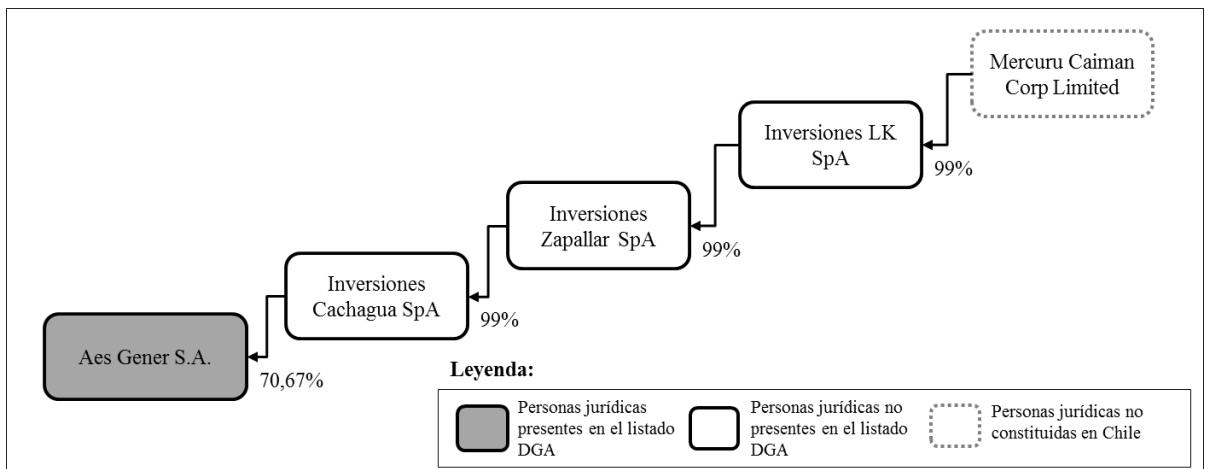 Mercuru Caiman
Corp Limited
Inversiones LK
SpA
99%
Inversiones
Zapallar SpA
99%
Inversiones
Cachagua SpA
99%
Aes Gener S.A.
70,67%
Leyenda:
Personas jurídicas
presentes en el listado
DGA
Personas jurídicas no
presentes en el listado
DGA
Personas jurídicas no
constituidas en Chile